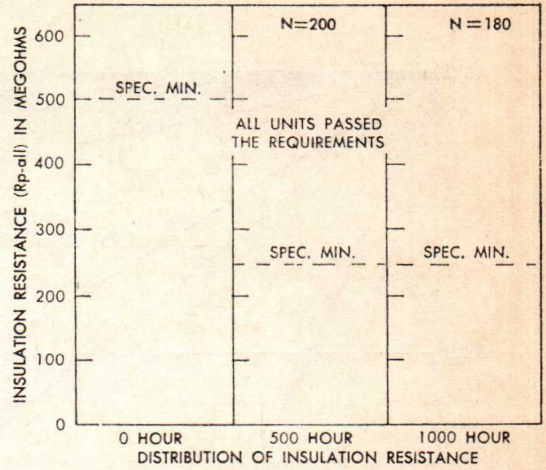 INSULATION RESISTANCE (Rp-all) IN MEGOHMS
600
500
400
300
200
100
0
SPEC. MIN.
N=200
ALL UNITS PASSED
THE REQUIREMENTS
SPEC. MIN.
N=180
SPEC. MIN.
0 HOUR
500 HOUR
1000 HOUR
DISTRIBUTION OF INSULATION RESISTANCE